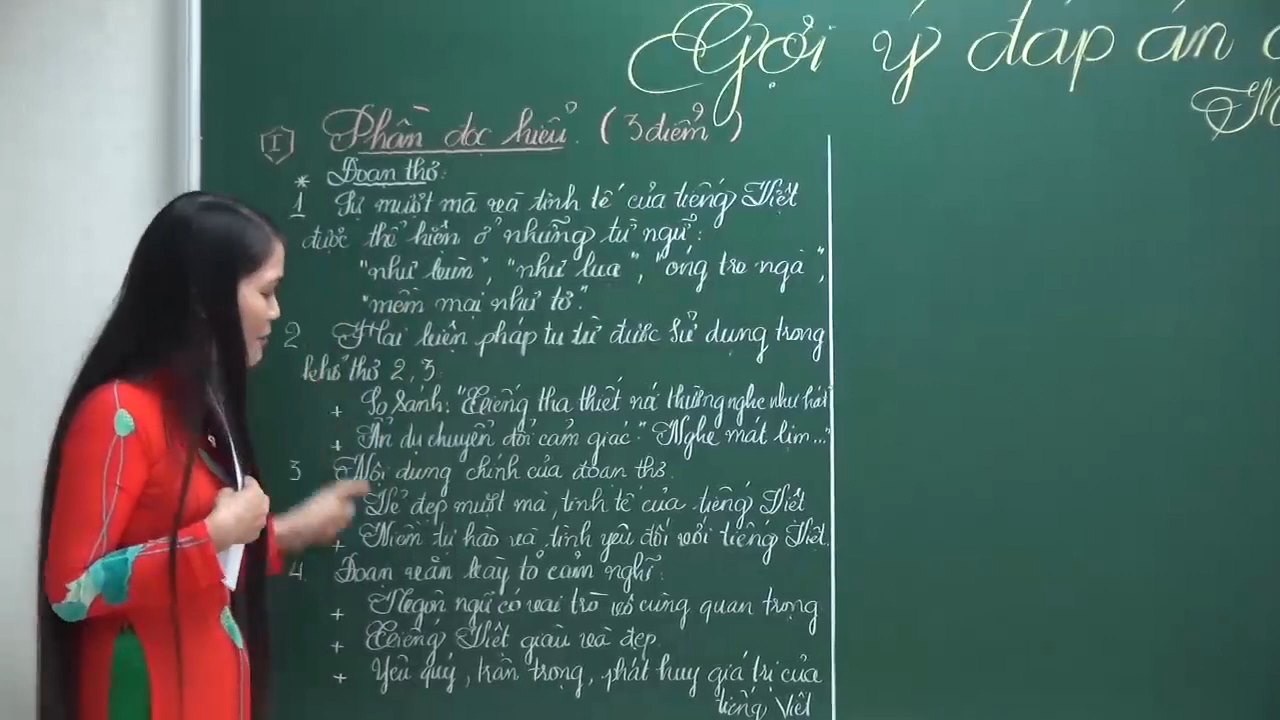 Gợi ý đáp án
I Phần đọc hiểu. (3 điểm)
* Đoạn thơ:
1 Sự mượt mà và tinh tế của tiếng Việt
được thể hiện ở những từ ngữ:
"như bùn", "như lụa", "óng tre ngà",
"mềm mại như tơ".
2 Hai biện pháp tu từ được sử dụng trong
khổ thơ 2, 3
+ So sánh: "Tiếng tha thiết nói thường nghe như hát"
+ Ẩn dụ chuyển đổi cảm giác "Nghe mát lịm..."
3 Nội dung chính của đoạn thơ.
Vẻ đẹp mượt mà, tinh tế của tiếng Việt
+ Niềm tự hào và tình yêu đối với tiếng Việt.
4 Đoạn văn bày tỏ cảm nghĩ:
+ Ngôn ngữ có vai trò vô cùng quan trọng
+ Tiếng Việt giàu và đẹp.
+ Yêu quý, trân trọng, phát huy giá trị của
tiếng Việt